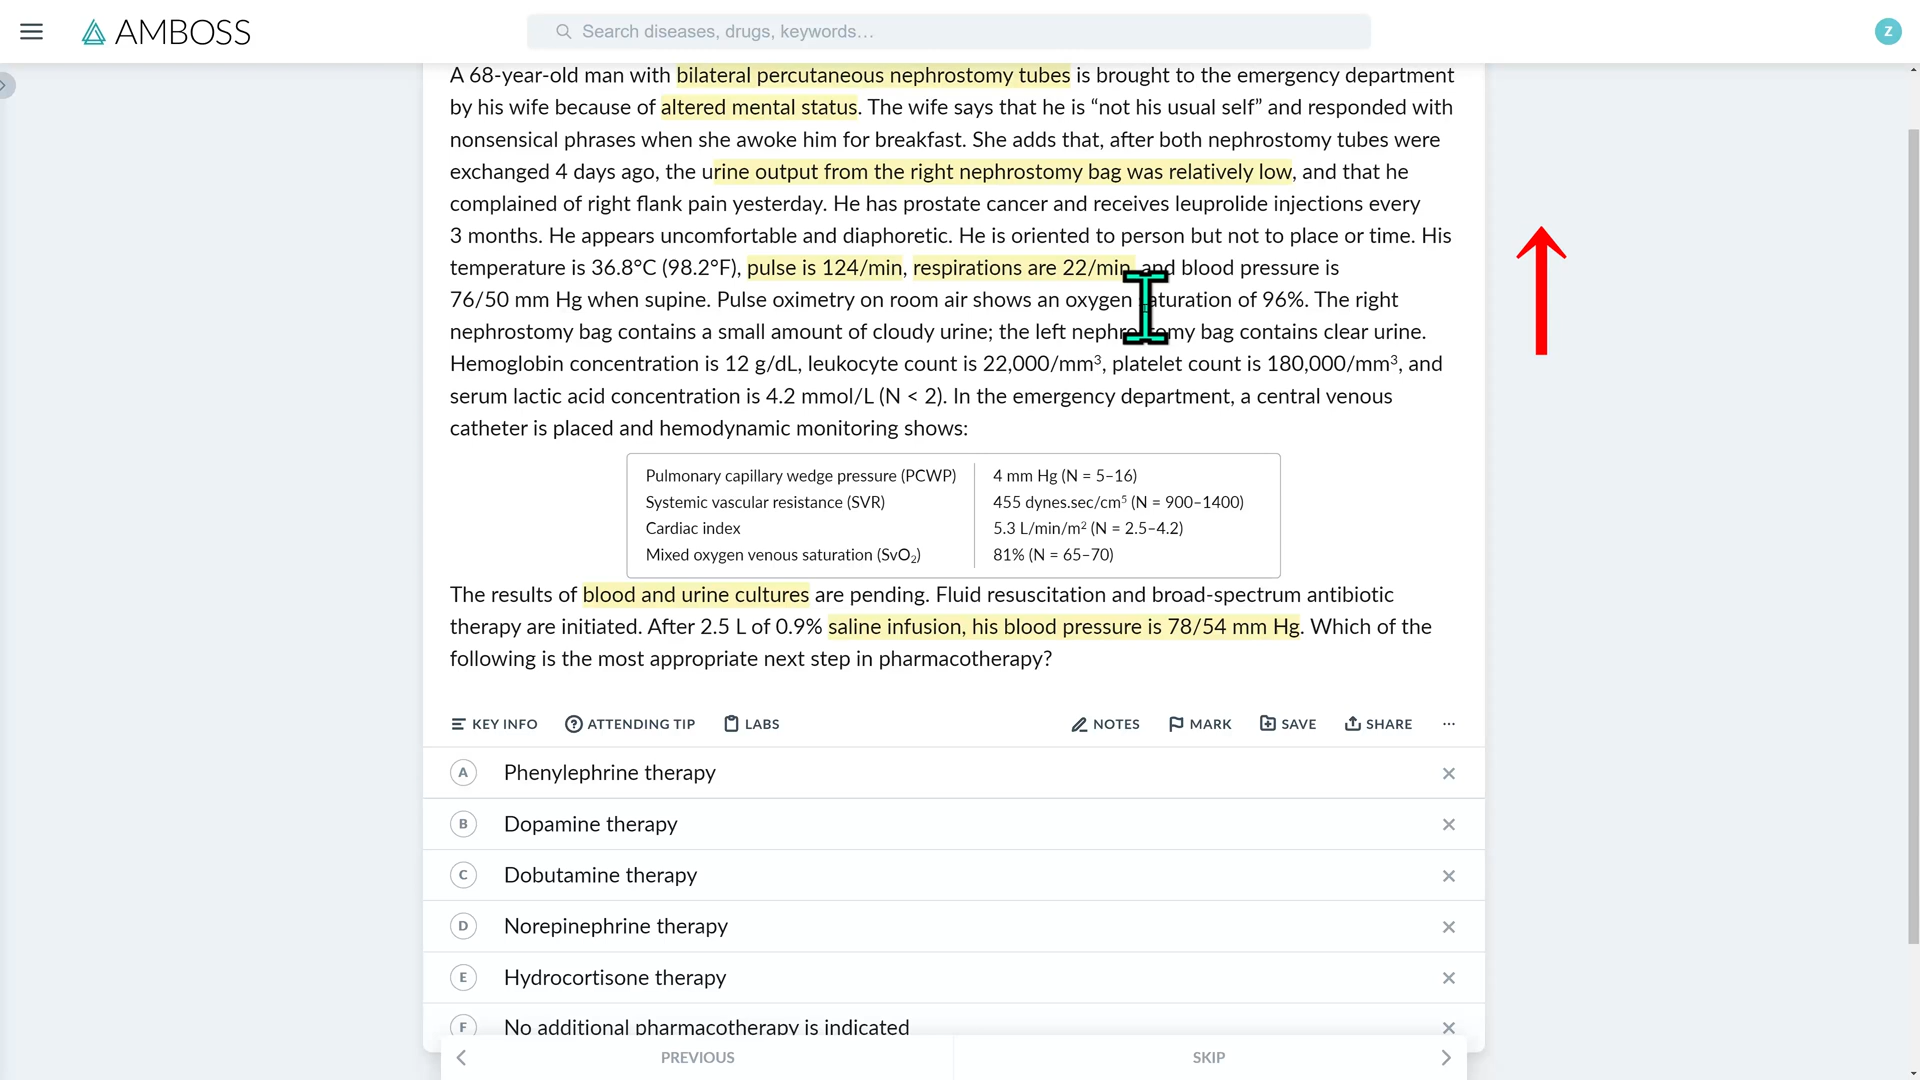 AMBOSS
Search diseases, drugs, keywords...
Z
A 68-year-old man with bilateral percutaneous nephrostomy tubes is brought to the emergency department
by his wife because of altered mental status. The wife says that he is “not his usual self” and responded with
nonsensical phrases when she awoke him for breakfast. She adds that, after both nephrostomy tubes were
exchanged 4 days ago, the urine output from the right nephrostomy bag was relatively low, and that he
complained of right flank pain yesterday. He has prostate cancer and receives leuprolide injections every
3 months. He appears uncomfortable and diaphoretic. He is oriented to person but not to place or time. His
temperature is 36.8°C (98.2°F), pulse is 124/min, respirations are 22/min, and blood pressure is
76/50 mm Hg when supine. Pulse oximetry on room air shows an oxygen saturation of 96%. The right
nephrostomy bag contains a small amount of cloudy urine; the left nephrostomy bag contains clear urine.
Hemoglobin concentration is 12 g/dL, leukocyte count is 22,000/mm³, platelet count is 180,000/mm³, and
serum lactic acid concentration is 4.2 mmol/L (N < 2). In the emergency department, a central venous
catheter is placed and hemodynamic monitoring shows:
Pulmonary capillary wedge pressure (PCWP) 4 mm Hg (N = 5–16)
Systemic vascular resistance (SVR) 455 dynes.sec/cm⁵ (N = 900–1400)
Cardiac index 5.3 L/min/m² (N = 2.5–4.2)
Mixed oxygen venous saturation (SvO₂) 81% (N = 65–70)
The results of blood and urine cultures are pending. Fluid resuscitation and broad-spectrum antibiotic
therapy are initiated. After 2.5 L of 0.9% saline infusion, his blood pressure is 78/54 mm Hg. Which of the
following is the most appropriate next step in pharmacotherapy?
KEY INFO ATTENDING TIP LABS NOTES MARK SAVE SHARE ...
A Phenylephrine therapy
B Dopamine therapy
C Dobutamine therapy
D Norepinephrine therapy
E Hydrocortisone therapy
F No additional pharmacotherapy is indicated
PREVIOUS SKIP